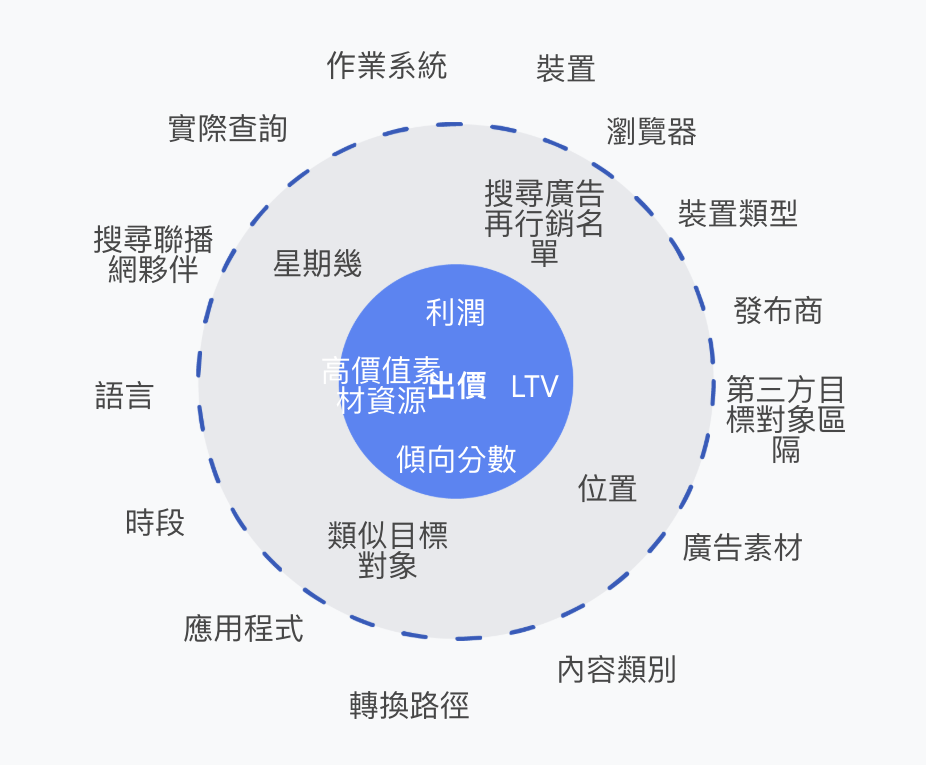 作業系統
裝置
實際查詢
瀏覽器
搜尋廣告
再行銷名
單
裝置類型
搜尋聯播
網夥伴
星期幾
利潤
發布商
高價值素
材資源
出價
LTV
語言
第三方目
標對象區
隔
傾向分數
位置
時段
類似目標
對象
廣告素材
應用程式
內容類別
轉換路徑